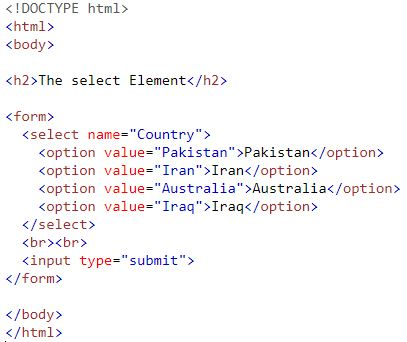 <!DOCTYPE html>
<html>
<body>
<h2>The select Element</h2>
<form>
<select name="Country">
<option value="Pakistan">Pakistan</option>
<option value="Iran">Iran</option>
<option value="Australia">Australia</option>
<option value="Iraq">Iraq</option>
</select>
<br><br>
<input type="submit">
</form>
</body>
</html>